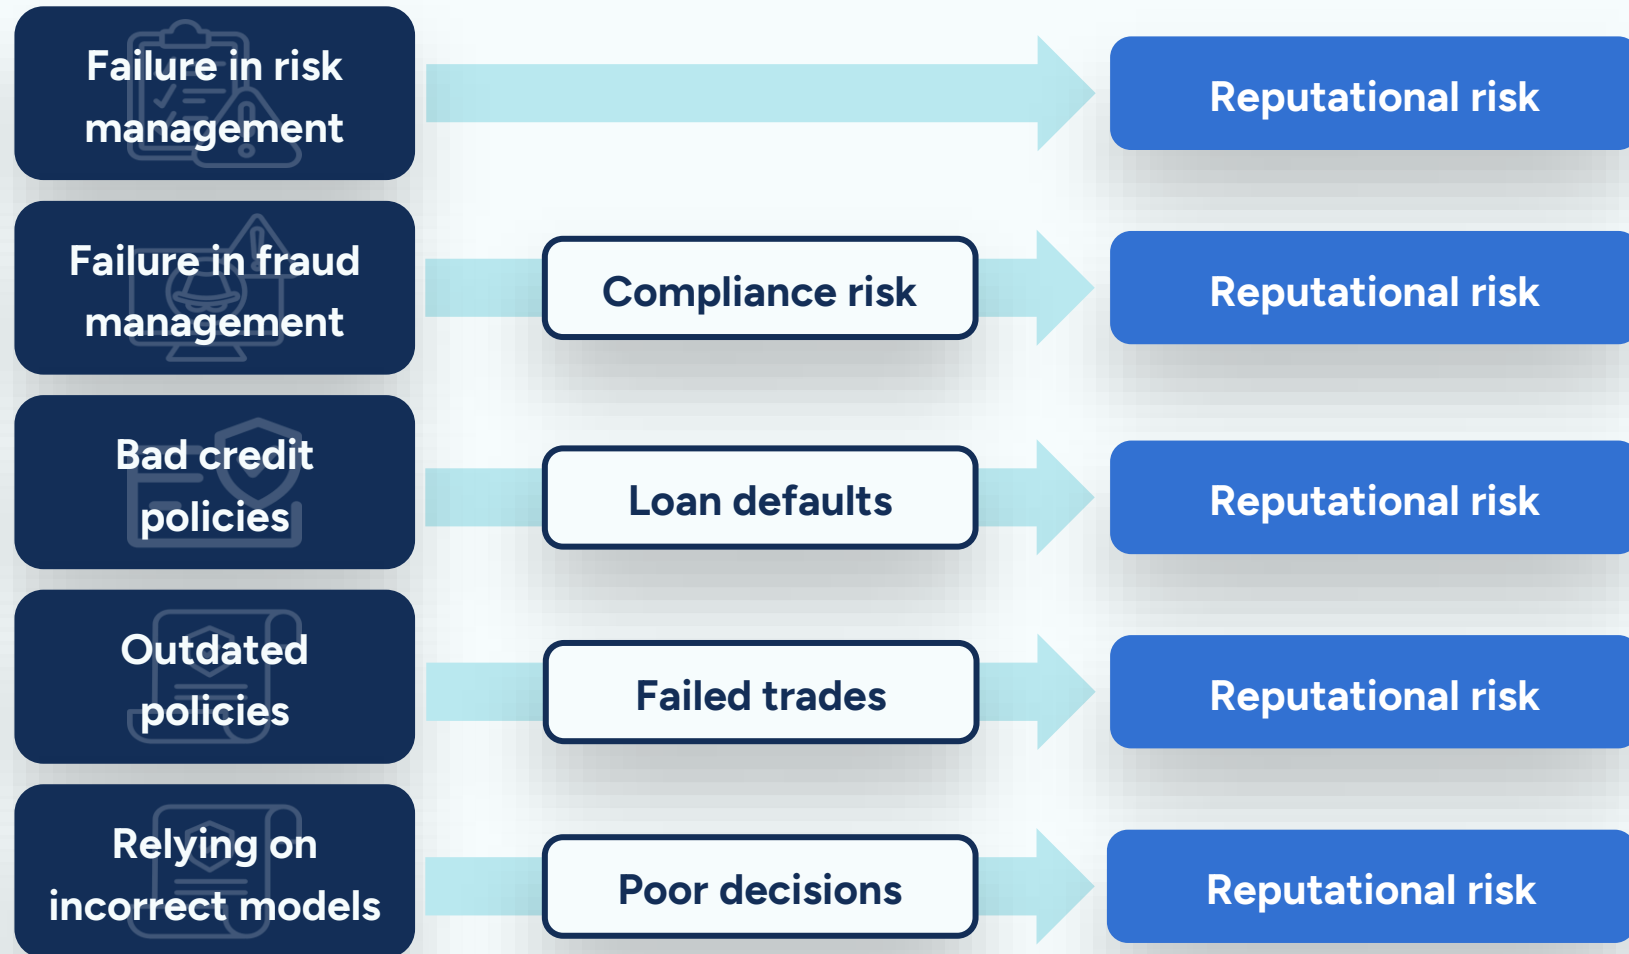 Failure in risk
management
Reputational risk
Failure in fraud
management
Compliance risk
Reputational risk
Bad credit
policies
Loan defaults
Reputational risk
Outdated
policies
Failed trades
Reputational risk
Relying on
incorrect models
Poor decisions
Reputational risk